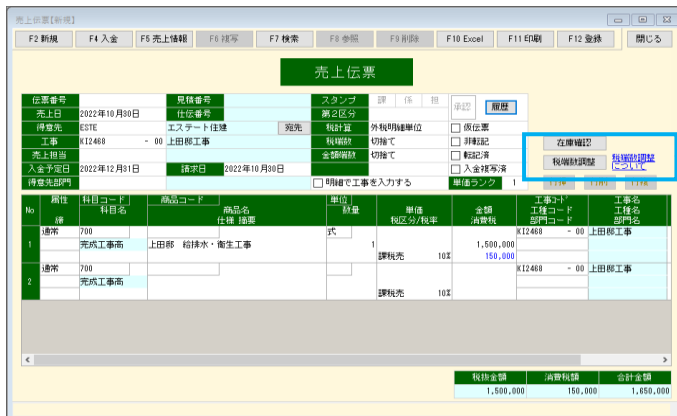 売上伝票【新規】
F2 新規 F4 入金 F5 売上情報 F6 複写 F7 検索 F8 参照 F9 削除 F10 Excel F11 印刷 F12 登録 閉じる
売上伝票
伝票番号 見積番号 スタンプ 課 係 担 承認 履歴
売上日 2022年10月30日 仕伝番号 第2区分
得意先 ESTE エステート住建 宛先 税計算 外税明細単位 仮伝票
工事 KI2468 - 00 上田邸工事 税端数 切捨て 非転記 在庫確認
売上担当 金額端数 切捨て 転記済 税端数調整 税端数調整
について
入金予定日 2022年12月31日 請求日 2022年10月30日 入金複写済
得意先部門 明細で工事を入力する 単価ランク 1
No 属性 科目コード 商品コード 単位 単価 金額 工事コード 工事名
科目名 商品名 数量 税区分/税率 消費税 工種コード 工種名
締 仕様 摘要 部門コード 部門名
通常 700 式 KI2468 - 00 上田邸工事
1 完成工事高 上田邸 給排水・衛生工事 1 1,500,000
課税売 10% 150,000
通常 700 KI2468 - 00 上田邸工事
2 完成工事高
課税売 10%
税抜金額 消費税額 合計金額
1,500,000 150,000 1,650,000